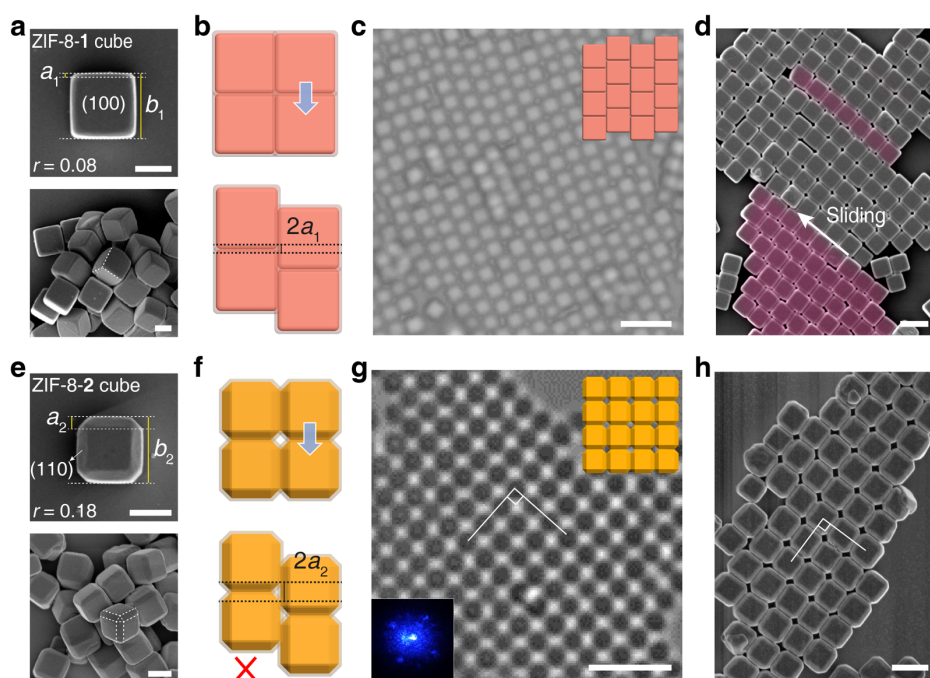 a
ZIF-8-1 cube
a1
(100)
b1
r = 0.08
b
2a1
c
d
Sliding
e
ZIF-8-2 cube
a2
(110)
b2
r = 0.18
f
2a2
g
h